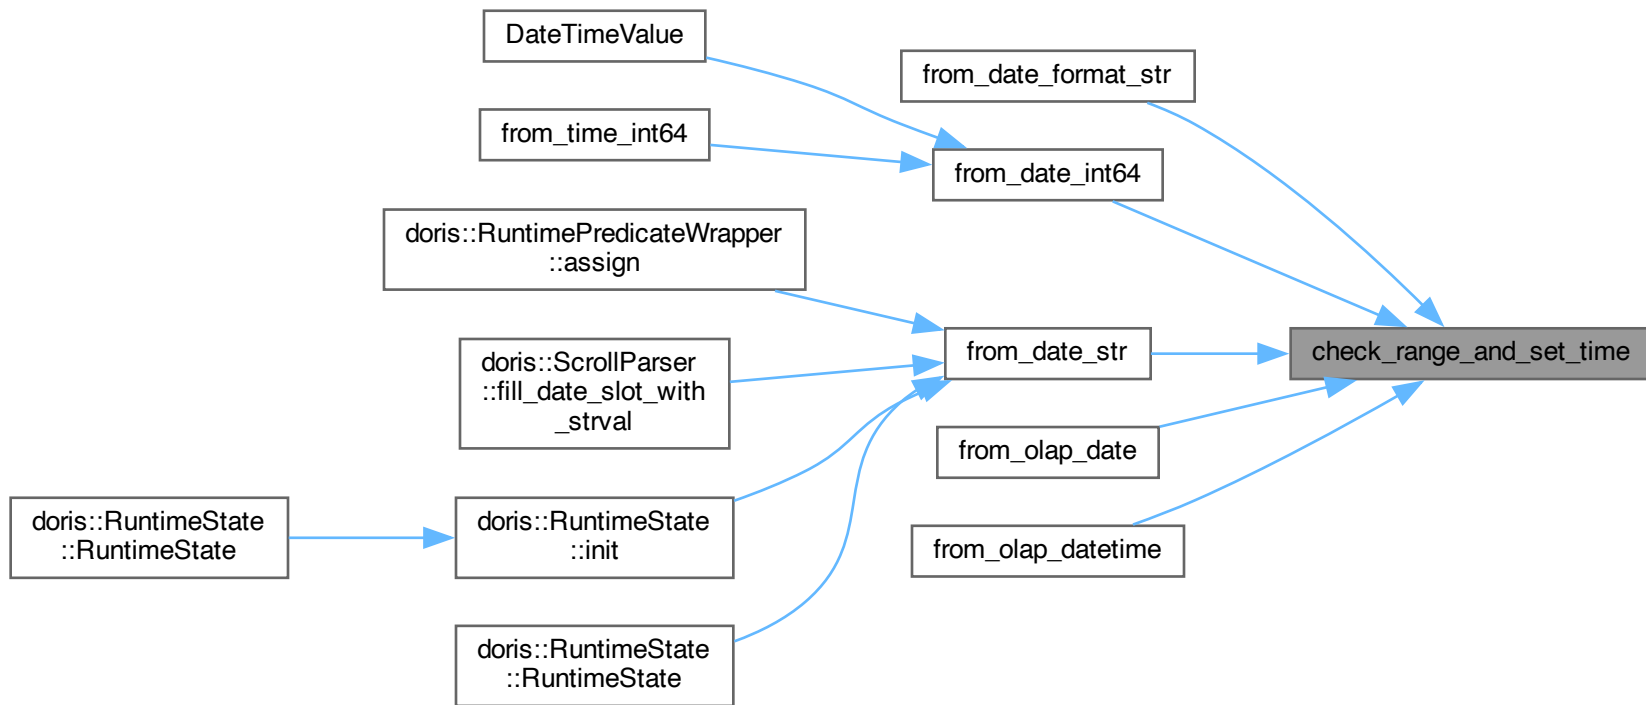 DateTimeValue
from_date_format_str
from_time_int64
from_date_int64
doris::RuntimePredicateWrapper
::assign
doris::ScrollParser
::fill_date_slot_with
_strval
from_date_str
check_range_and_set_time
from_olap_date
doris::RuntimeState
::RuntimeState
doris::RuntimeState
::init
from_olap_datetime
doris::RuntimeState
::RuntimeState